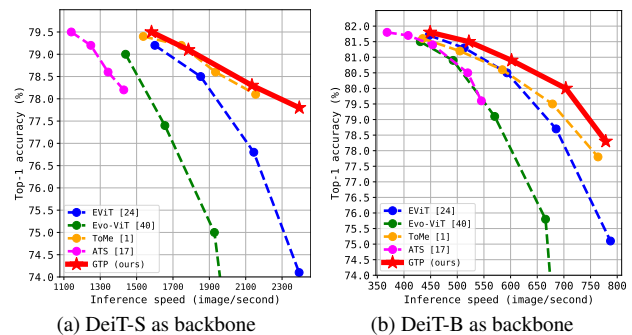 79.5
79.0
78.5
78.0
77.5
77.0
76.5
76.0
75.5
75.0
74.5
74.0
Top-1 accuracy (%)
EViT [24]
Evo-ViT [40]
ToMe [1]
ATS [17]
GTP (ours)
1100 1300 1500 1700 1900 2100 2300
Inference speed (image/second)
(a) DeiT-S as backbone
82.0
81.5
81.0
80.5
80.0
79.5
79.0
78.5
78.0
77.5
77.0
76.5
76.0
75.5
75.0
74.5
74.0
Top-1 accuracy (%)
EViT [24]
Evo-ViT [40]
ToMe [1]
ATS [17]
GTP (ours)
350 400 450 500 550 600 650 700 750 800
Inference speed (image/second)
(b) DeiT-B as backbone